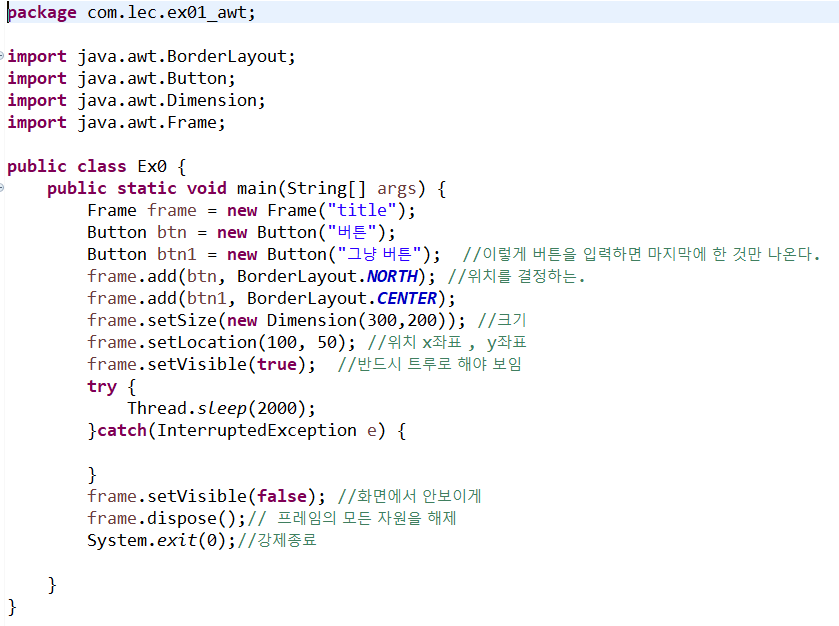 package com.lec.ex01_awt;
import java.awt.BorderLayout;
import java.awt.Button;
import java.awt.Dimension;
import java.awt.Frame;
public class Ex0 {
    public static void main(String[] args) {
        Frame frame = new Frame("title");
        Button btn = new Button("버튼");
        Button btn1 = new Button("그냥 버튼");  //이렇게 버튼을 입력하면 마지막에 한 것만 나온다.
        frame.add(btn, BorderLayout.NORTH); //위치를 결정하는.
        frame.add(btn1, BorderLayout.CENTER);
        frame.setSize(new Dimension(300,200)); //크기
        frame.setLocation(100, 50); //위치 x좌표 , y좌표
        frame.setVisible(true);  //반드시 트루로 해야 보임
        try {
            Thread.sleep(2000);
        }catch(InterruptedException e) {
        }
        frame.setVisible(false); //화면에서 안보이게
        frame.dispose();// 프레임의 모든 자원을 해제
        System.exit(0);//강제종료
    }
}